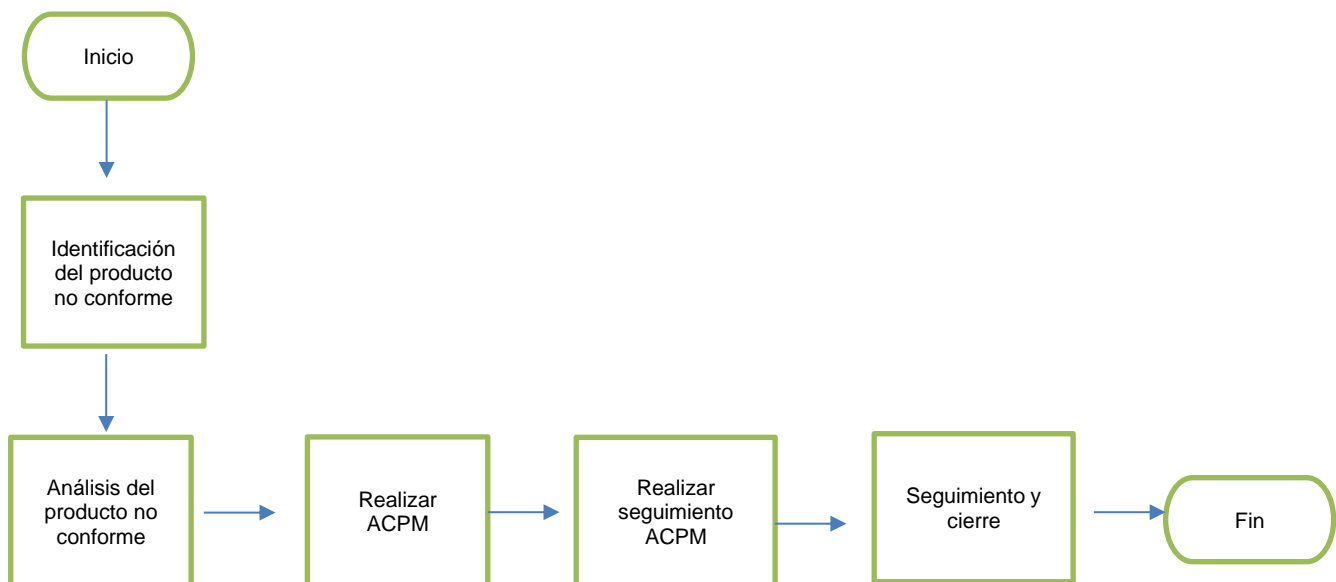 Inicio
Identificación
del producto
no conforme
Análisis del
producto no
conforme
Realizar
ACPM
Realizar
seguimiento
ACPM
Seguimiento y
cierre
Fin